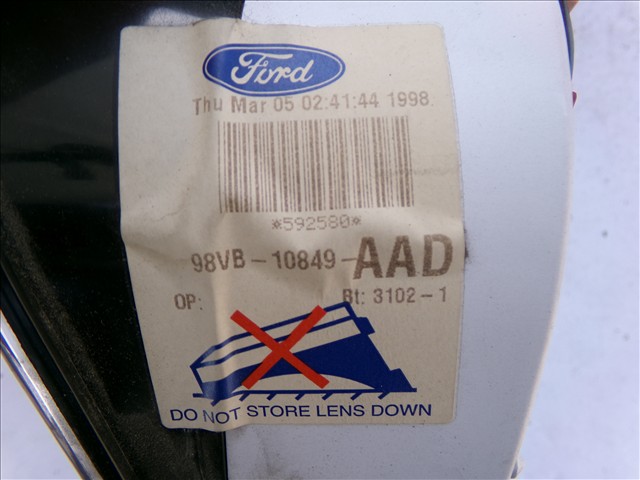 Ford
Thu Mar 05 02:41:44 1998
*592580*
98VB-10849-AAD
OP: Bt: 3102-1
DO NOT STORE LENS DOWN